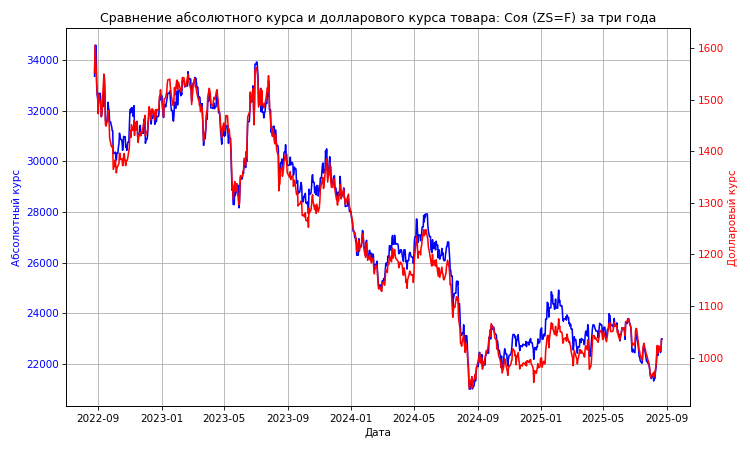 Сравнение абсолютного курса и долларового курса товара: Соя (ZS=F) за три года
Абсолютный курс
34000
32000
30000
28000
26000
24000
22000
1600
1500
1400
1300
1200
1100
1000
Долларовый курс
2022-09 2023-01 2023-05 2023-09 2024-01 2024-05 2024-09 2025-01 2025-05 2025-09
Дата